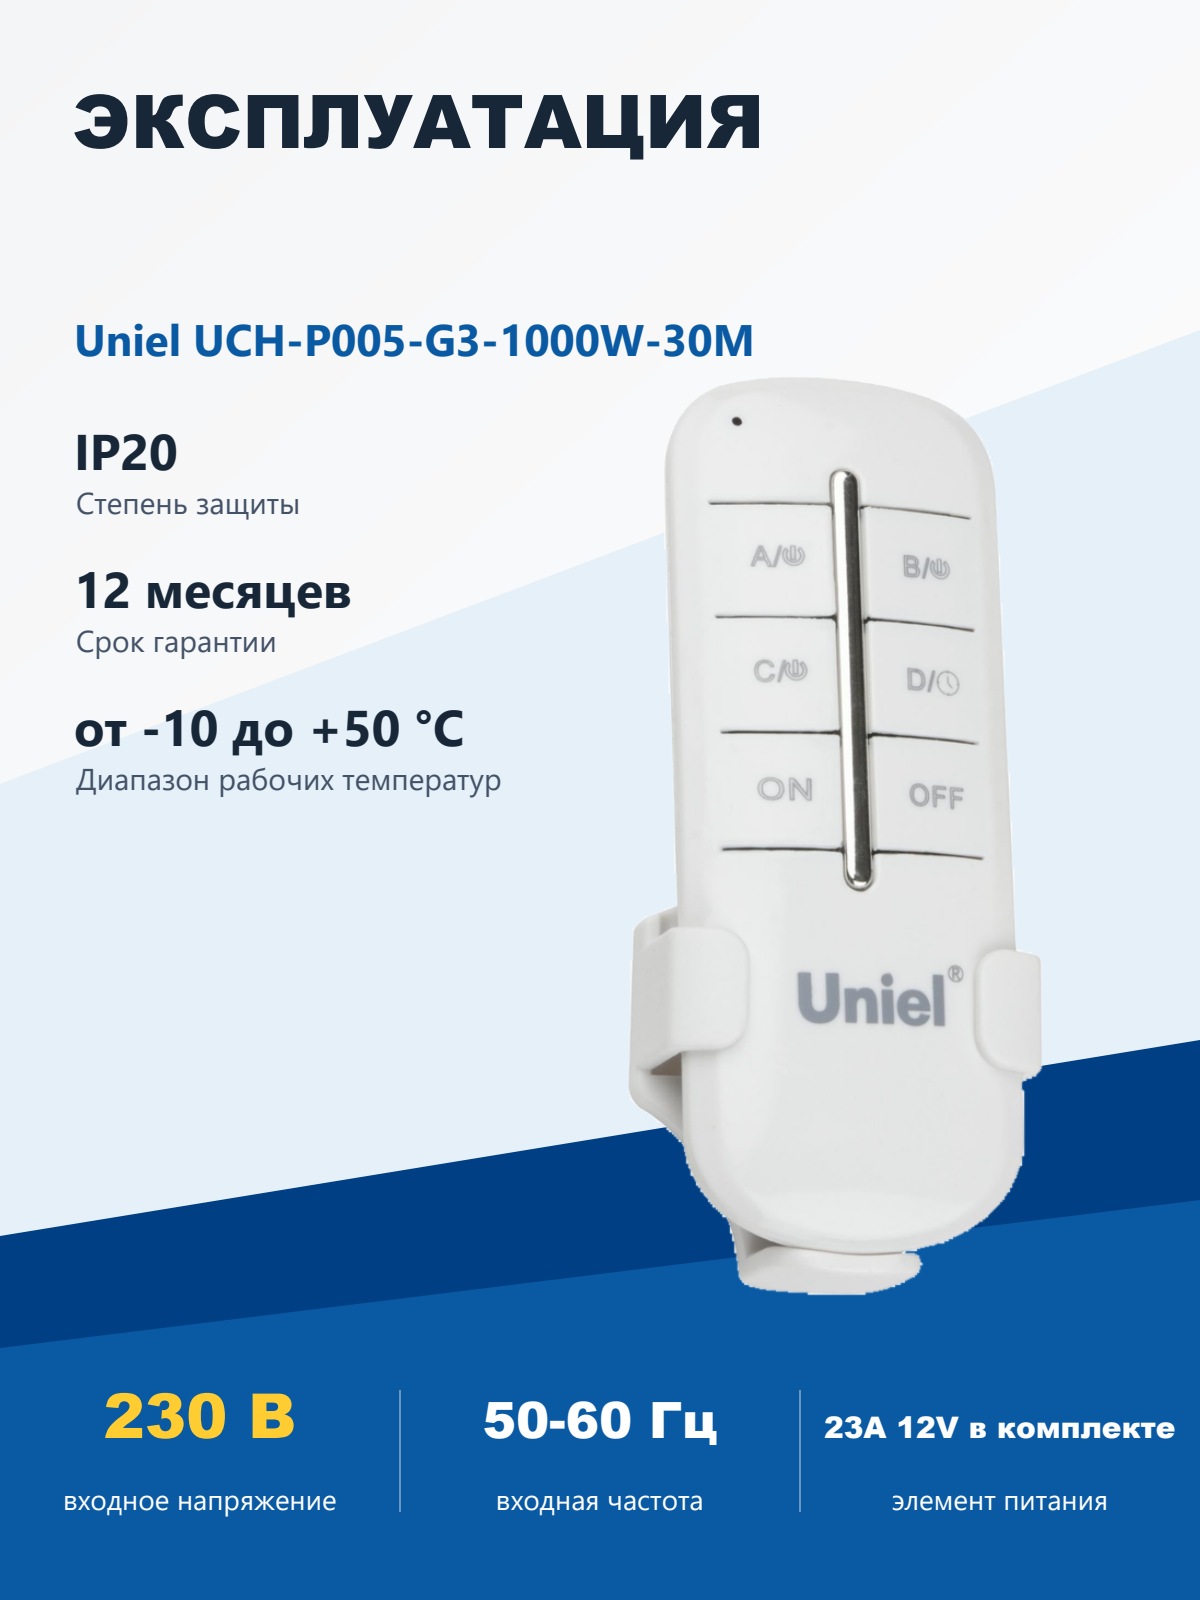 ЭКСПЛУАТАЦИЯ
Uniel UCH-P005-G3-1000W-30M
IP20
Степень защиты
12 месяцев
Срок гарантии
от -10 до +50 °C
Диапазон рабочих температур
A/ B/
C/ D/
ON OFF
Uniel®
230 В
входное напряжение
50-60 Гц
входная частота
23A 12V в комплекте
элемент питания